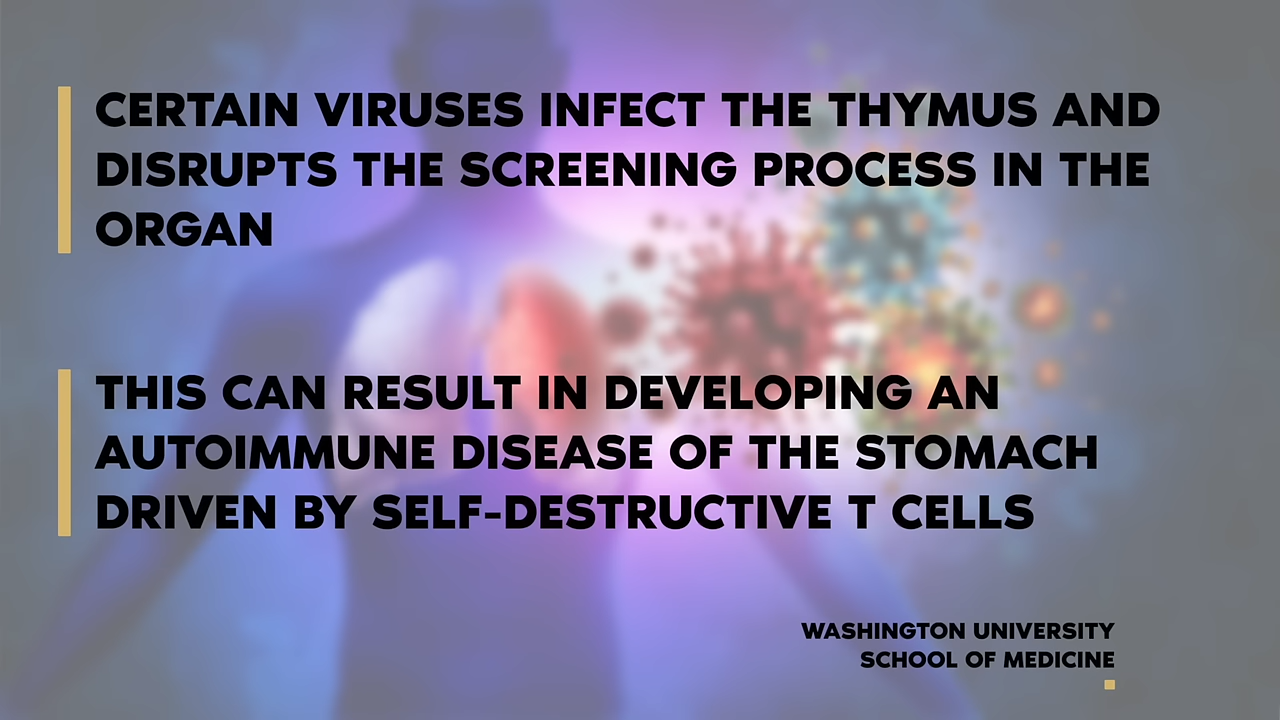 CERTAIN VIRUSES INFECT THE THYMUS AND
DISRUPTS THE SCREENING PROCESS IN THE
ORGAN
THIS CAN RESULT IN DEVELOPING AN
AUTOIMMUNE DISEASE OF THE STOMACH
DRIVEN BY SELF-DESTRUCTIVE T CELLS
WASHINGTON UNIVERSITY
SCHOOL OF MEDICINE